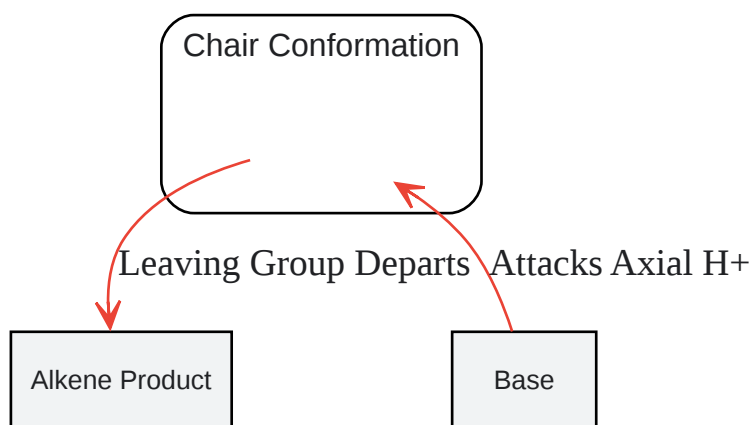 Chair Conformation
Leaving Group Departs
Attacks Axial H+
Alkene Product
Base